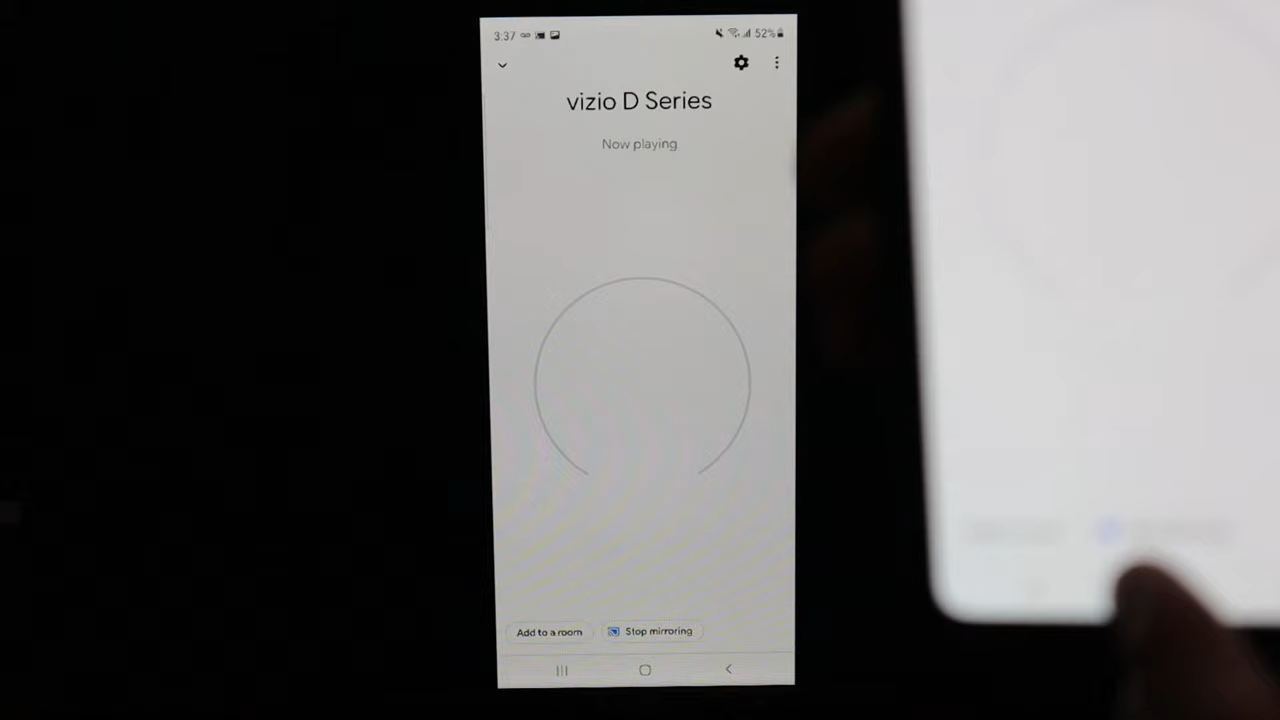 3:37 52%
vizio D Series
Now playing
Add to a room Stop mirroring